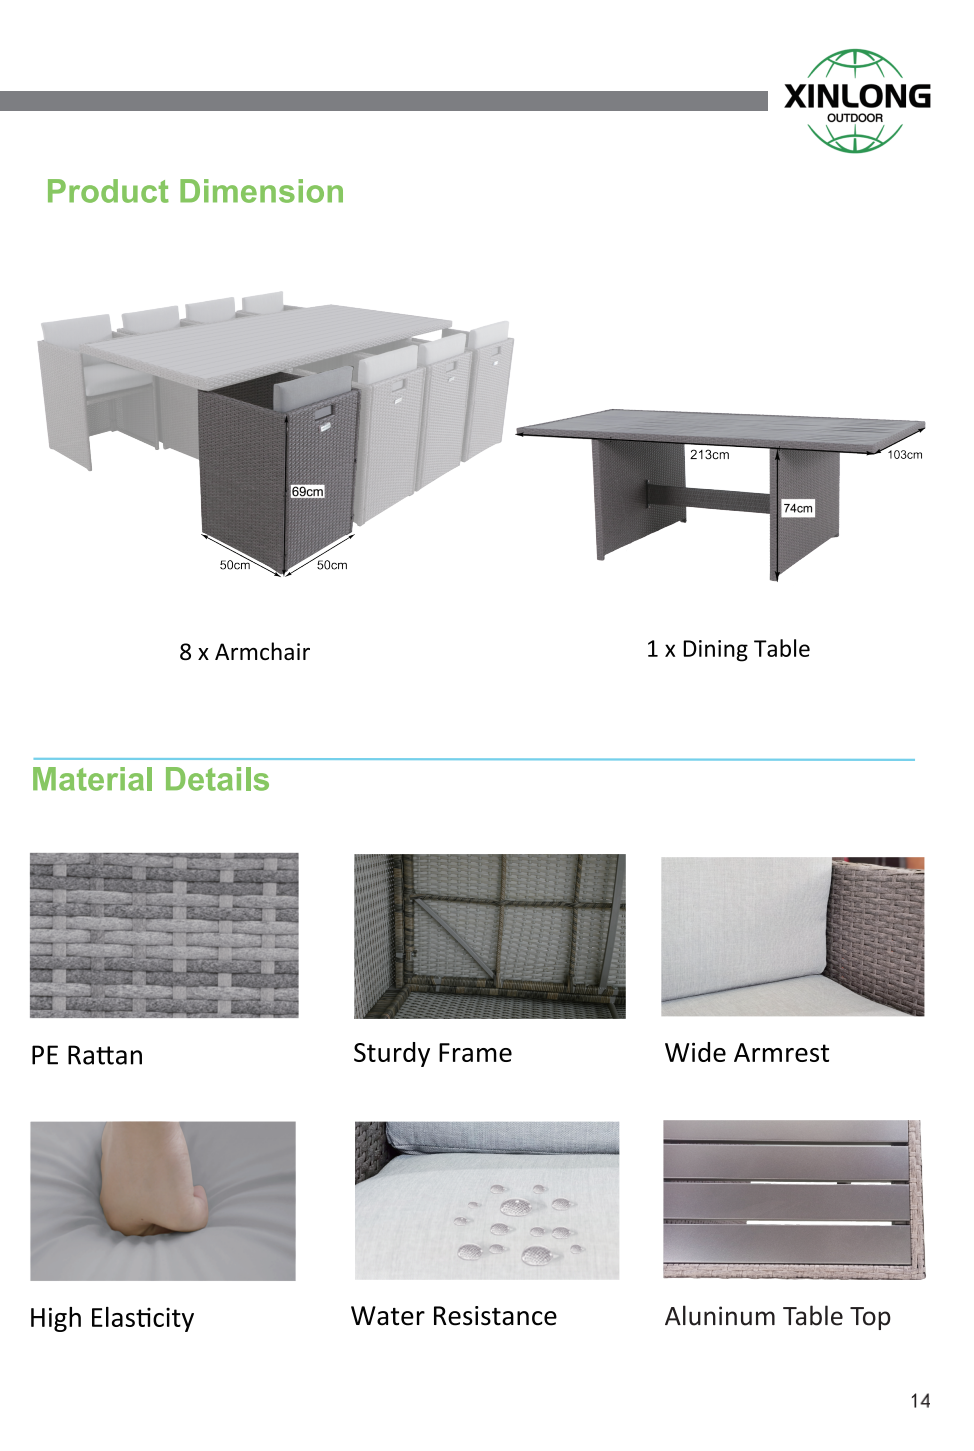 XINLONG
OUTDOOR
Product Dimension
69cm
50cm
50cm
213cm
103cm
74cm
8 x Armchair
1 x Dining Table
Material Details
PE Rattan
Sturdy Frame
Wide Armrest
High Elasticity
Water Resistance
Aluninum Table Top
14